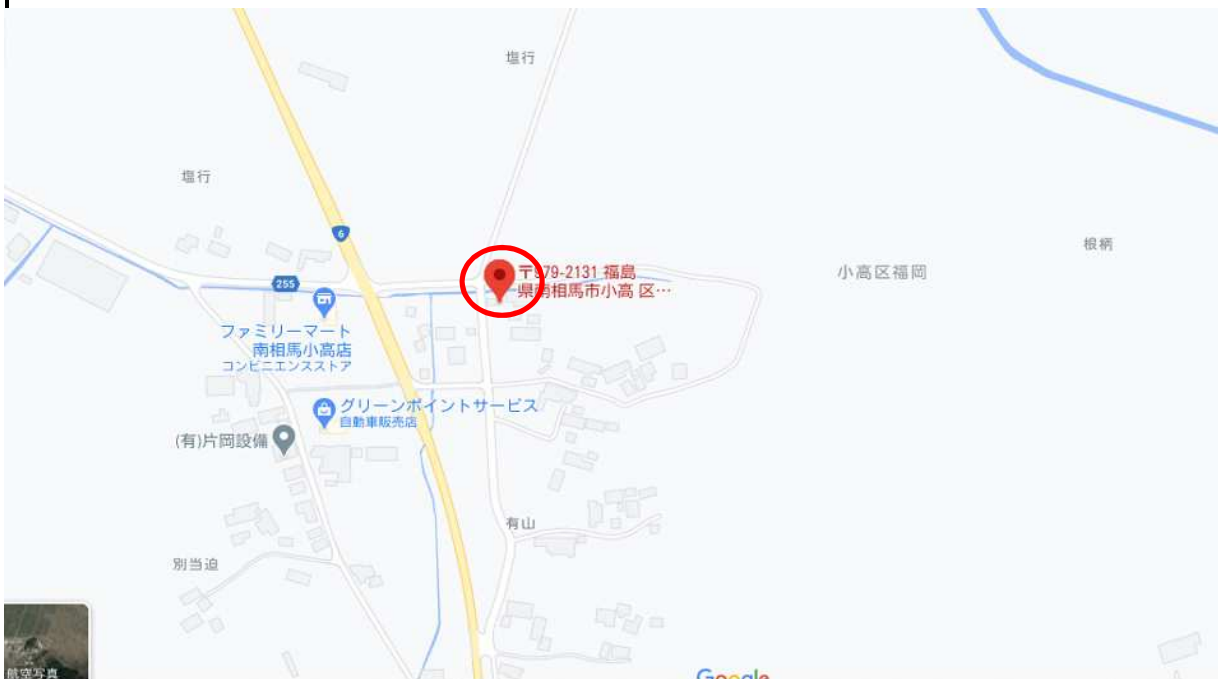 塩行
塩行
6
根柄
〒979-2131 福島
県南相馬市小高 区…
小高区福岡
255
ファミリーマート
南相馬小高店
コンビニエンスストア
グリーンポイントサービス
自動車販売店
(有)片岡設備
有山
別当迫
航空写真
Google